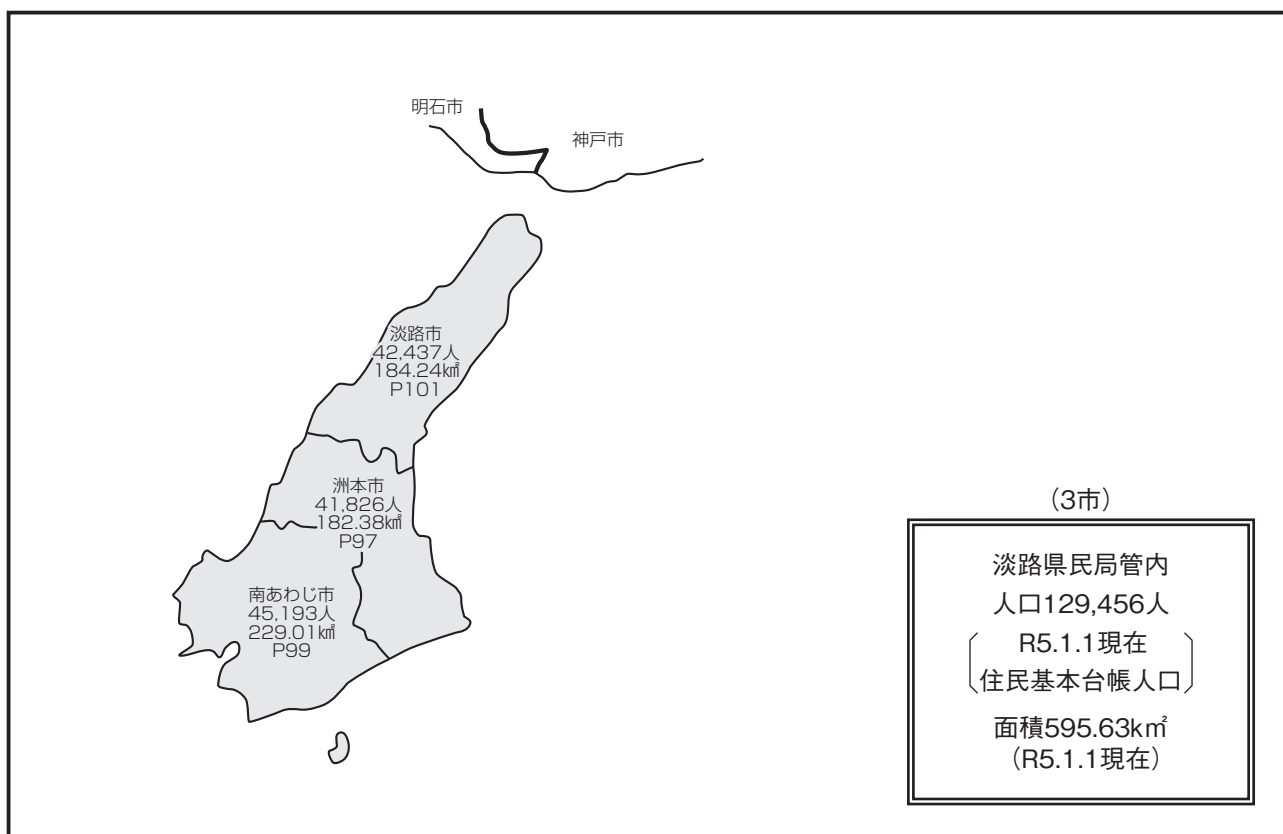 明石市
神戸市
淡路市
42,437人
184.24㎢
P101
洲本市
41,826人
182.38㎢
P97
南あわじ市
45,193人
229.01㎢
P99
（3市）
淡路県民局管内
人口129,456人
R5.1.1現在
住民基本台帳人口
面積595.63k㎡
（R5.1.1現在）